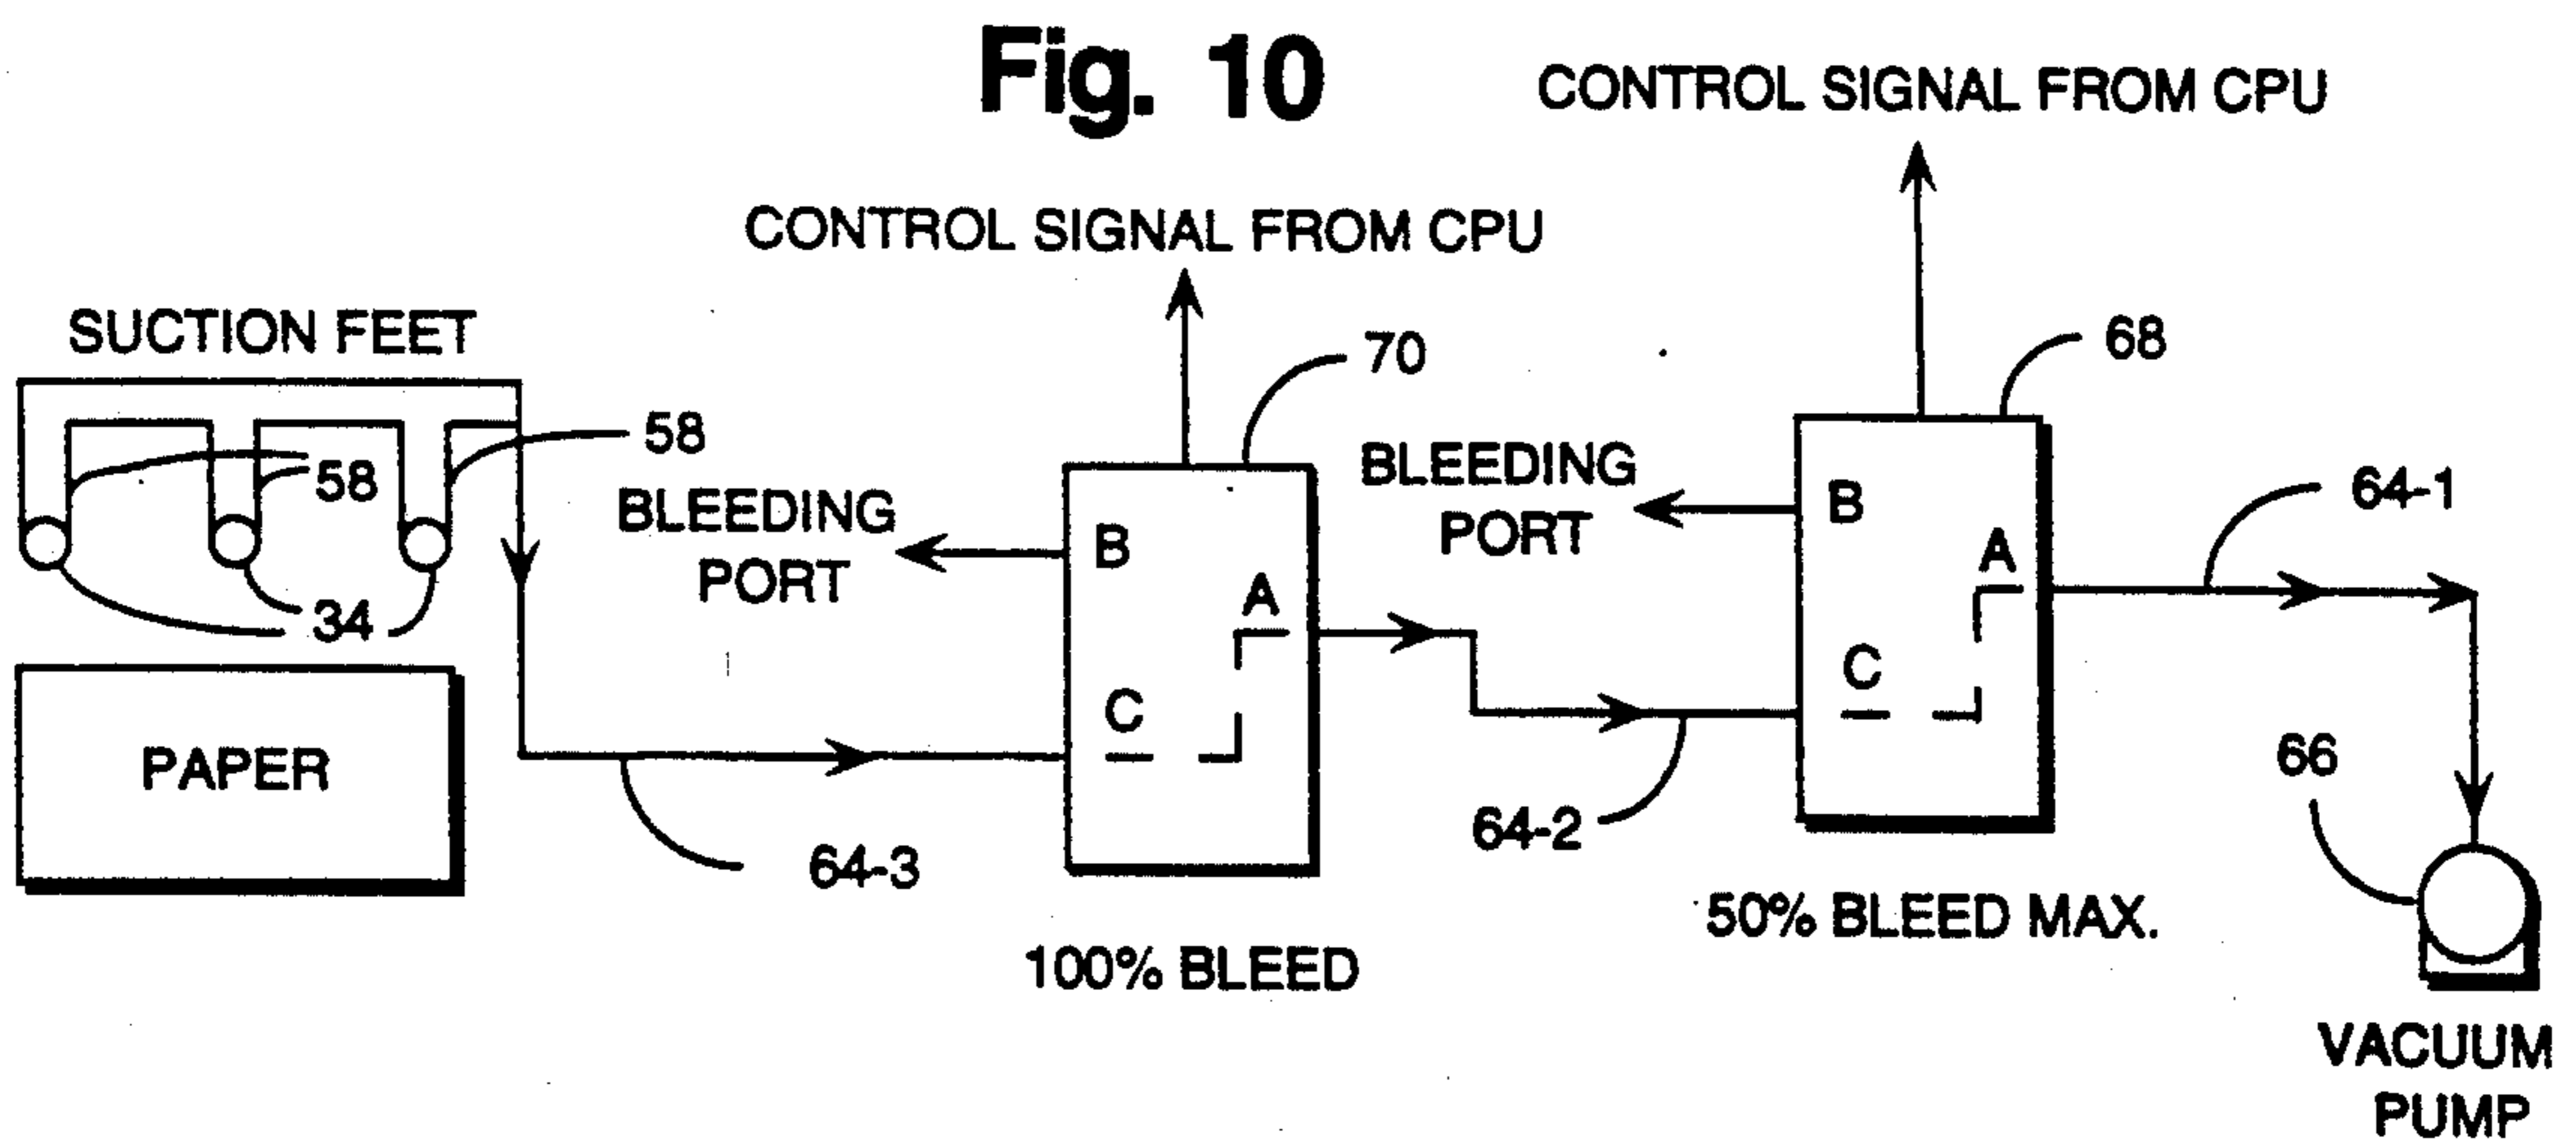 Fig. 10
CONTROL SIGNAL FROM CPU
CONTROL SIGNAL FROM CPU
SUCTION FEET
70
68
58
58
BLEEDING
PORT
BLEEDING
PORT
B
A
C
B
A
C
64-1
34
PAPER
64-3
64-2
66
100% BLEED
50% BLEED MAX.
VACUUM
PUMP